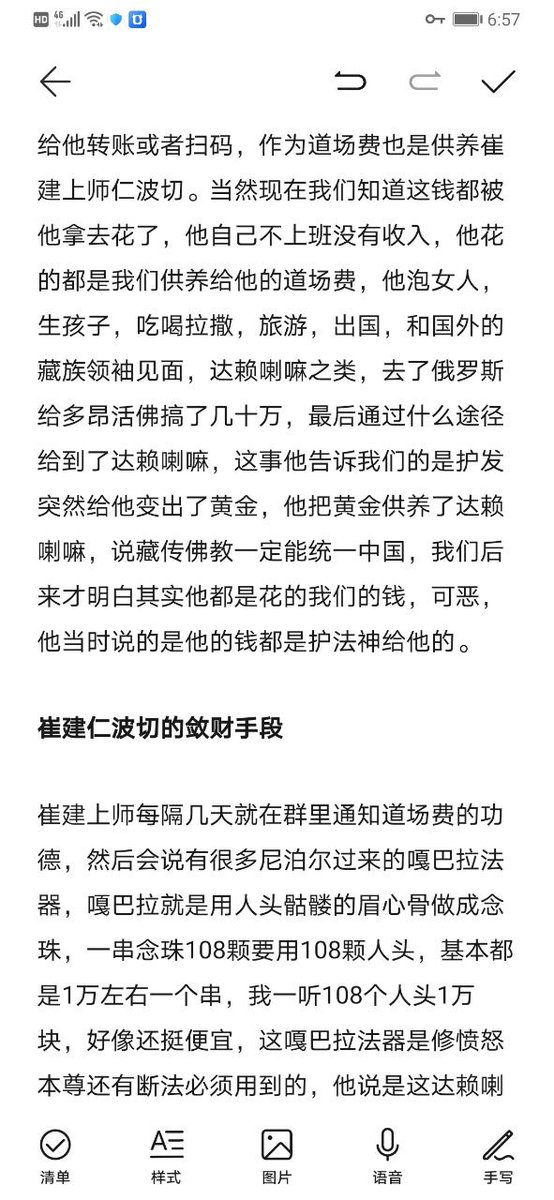 HD 4G 6:57
给他转账或者扫码，作为道场费也是供养崔
建上师仁波切。当然现在我们知道这钱都被
他拿去花了，他自己不上班没有收入，他花
的都是我们供养给他的道场费，他泡女人，
生孩子，吃喝拉撒，旅游，出国，和国外的
藏族领袖见面，达赖喇嘛之类，去了俄罗斯
给多昂活佛搞了几十万，最后通过什么途径
给到了达赖喇嘛，这事他告诉我们的是护发
突然给他变出了黄金，他把黄金供养了达赖
喇嘛，说藏传佛教一定能统一中国，我们后
来才明白其实他都是花的我们的钱，可恶，
他当时说的是他的钱都是护法神给他的。
崔建仁波切的敛财手段
崔建上师每隔几天就在群里通知道场费的功
德，然后会说有很多尼泊尔过来的嘎巴拉法
器，嘎巴拉就是用人头骷髅的眉心骨做成念
珠，一串念珠108颗要用108颗人头，基本都
是1万左右一个串，我一听108个人头1万
块，好像还挺便宜，这嘎巴拉法器是修愤怒
本尊还有断法必须用到的，他说是这达赖喇
清单 样式 图片 语音 手写